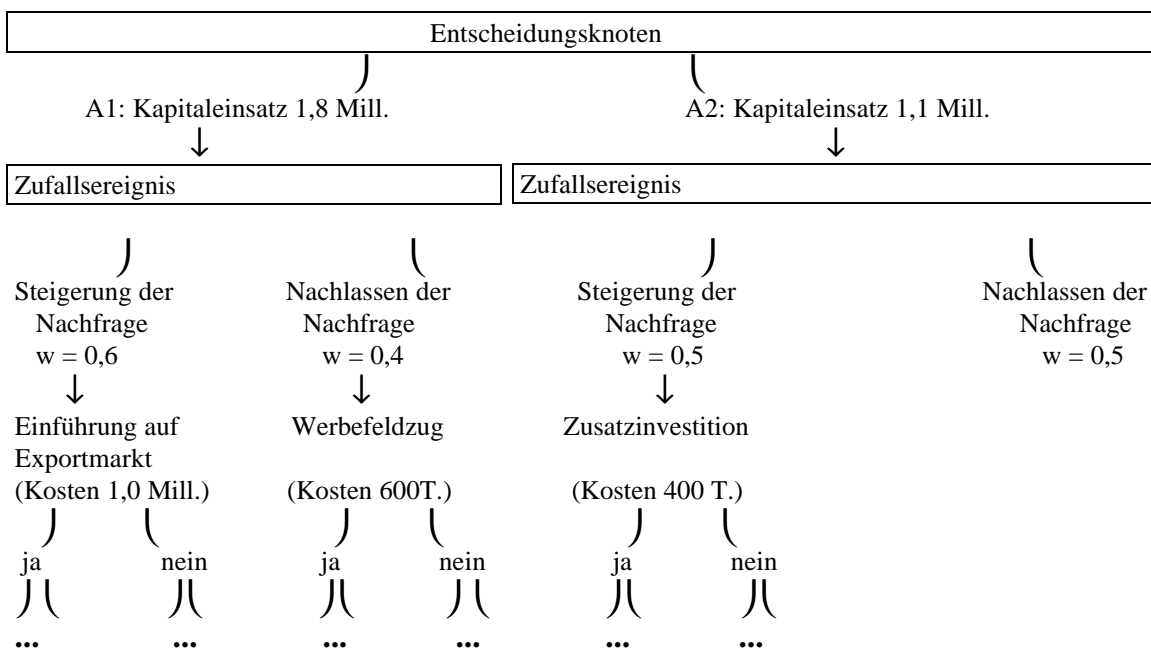 Entscheidungsknoten
A1: Kapitaleinsatz 1,8 Mill. A2: Kapitaleinsatz 1,1 Mill.
↓ ↓
Zufallsereignis Zufallsereignis
Steigerung der Nachlassen der Steigerung der Nachlassen der
Nachfrage Nachfrage Nachfrage Nachfrage
w = 0,6 w = 0,4 w = 0,5 w = 0,5
↓ ↓ ↓
Einführung auf Werbefeldzug Zusatzinvestition
Exportmarkt
(Kosten 1,0 Mill.) (Kosten 600T.) (Kosten 400 T.)
ja nein ja nein ja nein
... ... ... ... ... ...